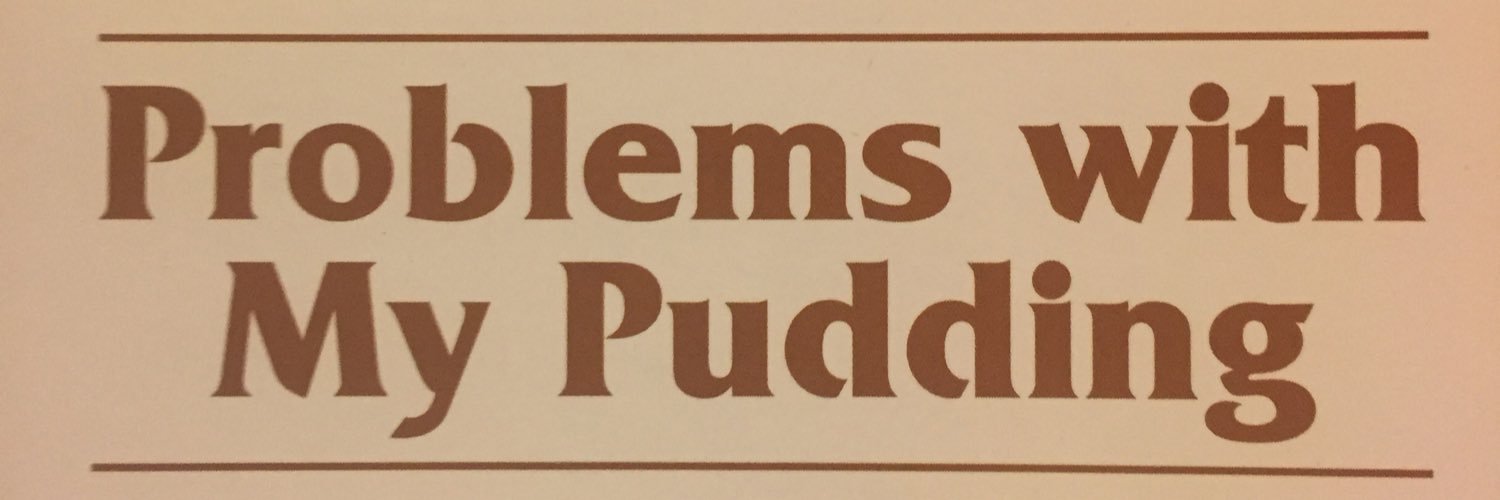 Problems with
My Pudding